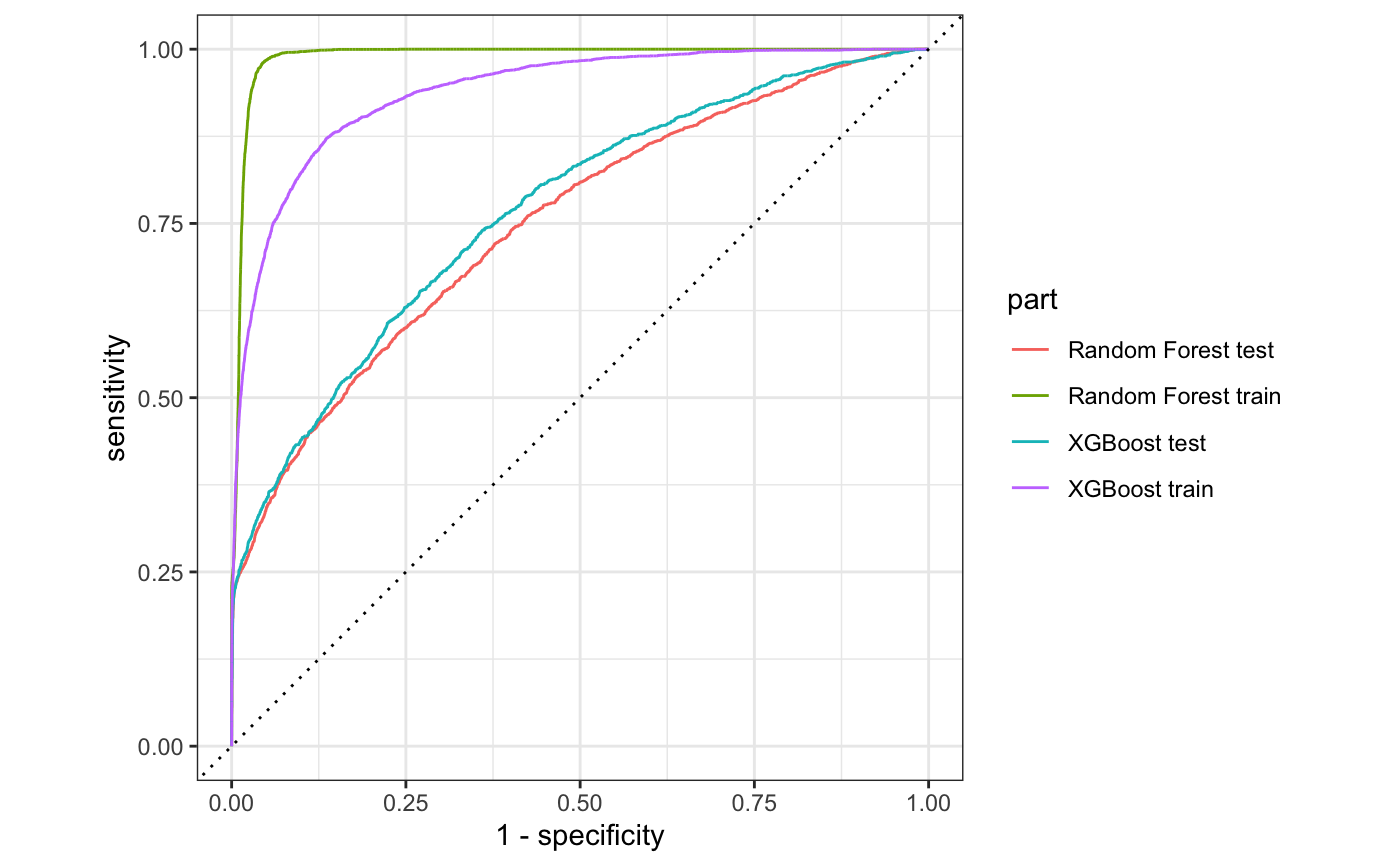 1.00
0.75
0.50
0.25
0.00
sensitivity
0.00 0.25 0.50 0.75 1.00
1 - specificity
part
Random Forest test
Random Forest train
XGBoost test
XGBoost train